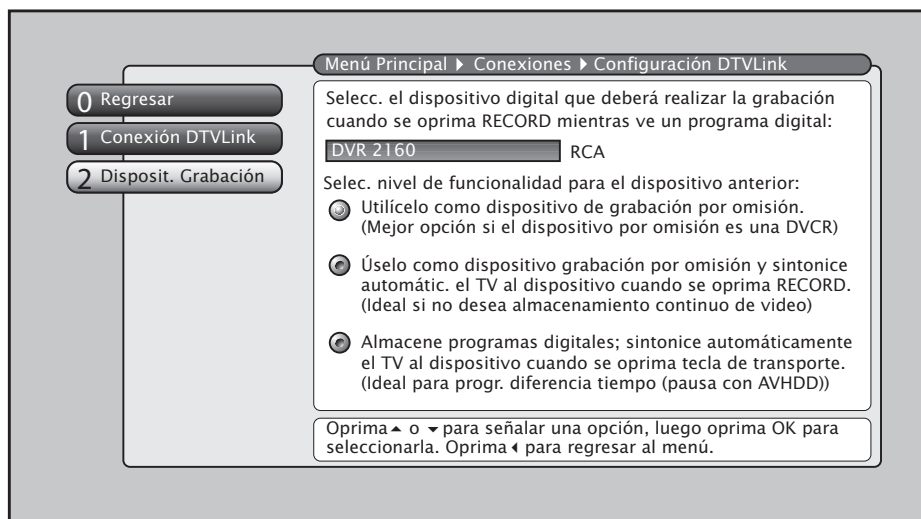 Menú Principal ▶ Conexiones ▶ Configuración DTVLink
0 Regresar
1 Conexión DTVLink
2 Disposit. Grabación
Selecc. el dispositivo digital que deberá realizar la grabación
cuando se oprima RECORD mientras ve un programa digital:
DVR 2160 RCA
Selec. nivel de funcionalidad para el dispositivo anterior:
Utilícelo como dispositivo de grabación por omisión.
(Mejor opción si el dispositivo por omisión es una DVCR)
Úselo como dispositivo grabación por omisión y sintonice
automátic. el TV al dispositivo cuando se oprima RECORD.
(Ideal si no desea almacenamiento continuo de video)
Almacene programas digitales; sintonice automáticamente
el TV al dispositivo cuando se oprima tecla de transporte.
(Ideal para progr. diferencia tiempo (pausa con AVHDD))
Oprima ▲ o ▼ para señalar una opción, luego oprima OK para
seleccionarla. Oprima ◀ para regresar al menú.